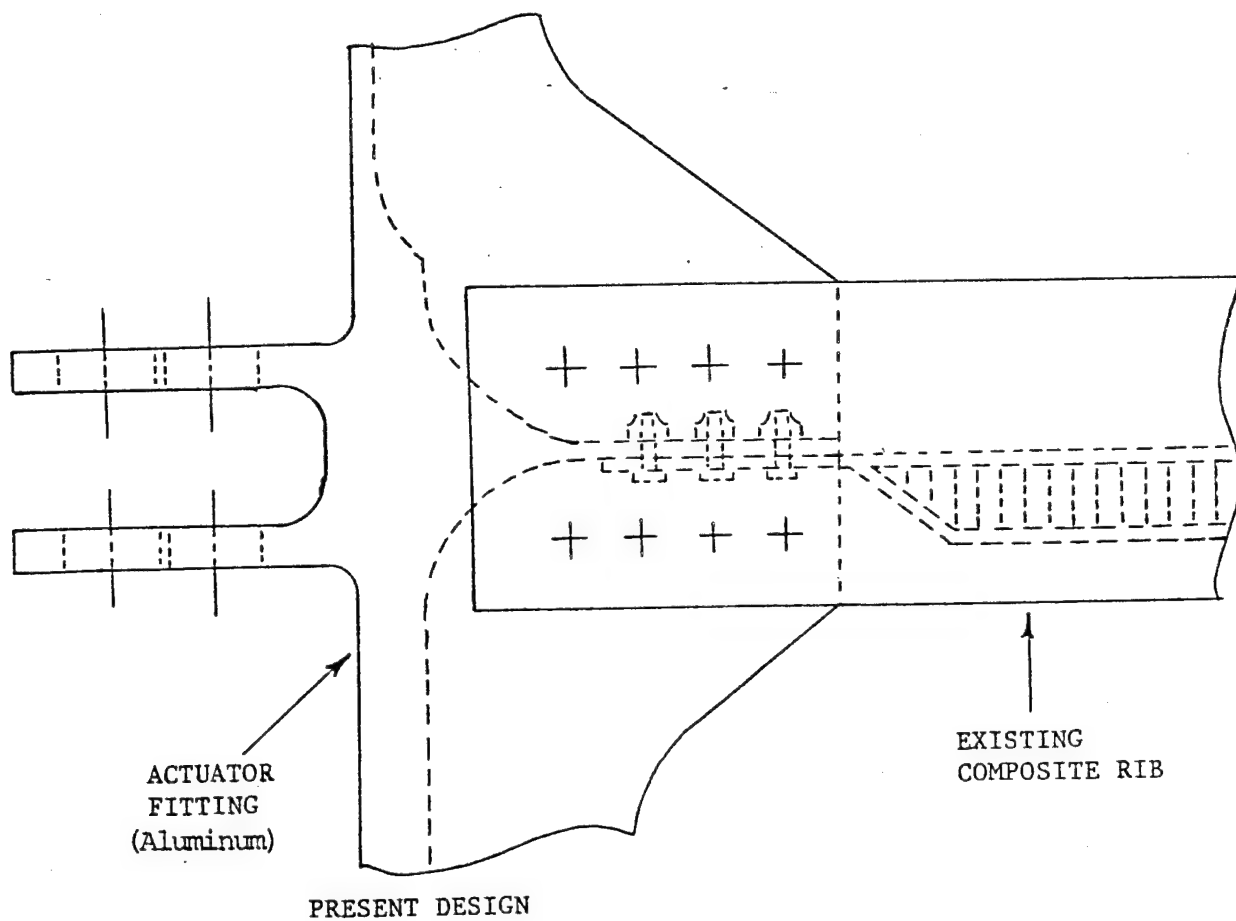 ACTUATOR
FITTING
(Aluminum)
EXISTING
COMPOSITE RIB
PRESENT DESIGN